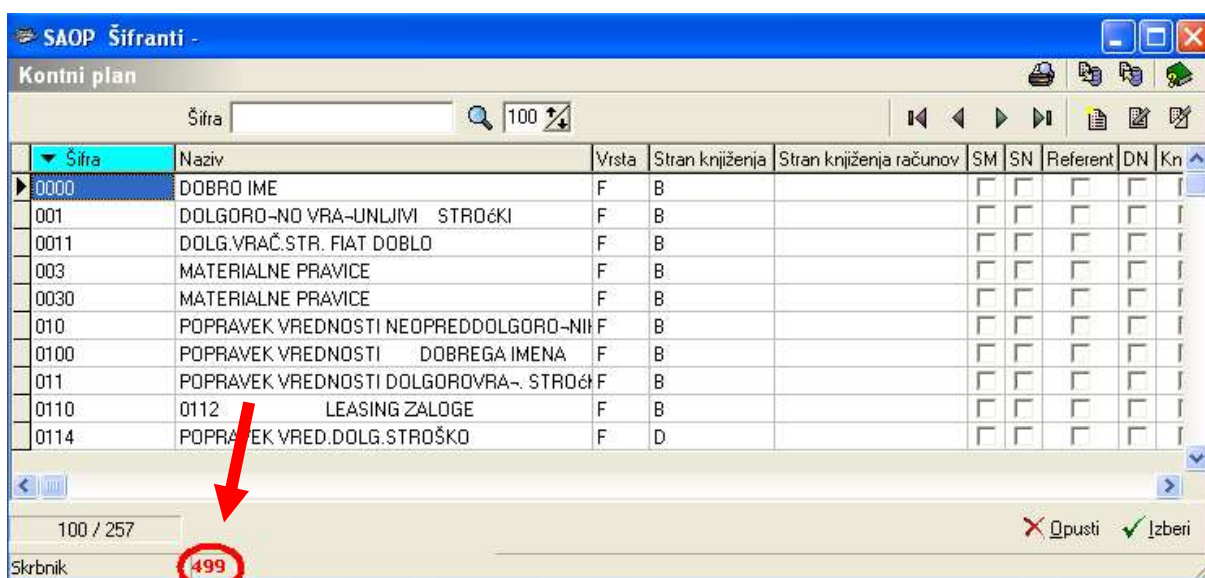 SAOP Šifranti -
Kontni plan
Šifra 100
Šifra Naziv Vrsta Stran knjiženja Stran knjiženja računov SM SN Referent DN Kn
0000 DOBRO IME F B
001 DOLGORO¬NO VRA¬UNLJIVI STROćKI F B
0011 DOLG.VRAČ.STR. FIAT DOBLO F B
003 MATERIALNE PRAVICE F B
0030 MATERIALNE PRAVICE F B
010 POPRAVEK VREDNOSTI NEOPREDDOLGORO¬NIH F B
0100 POPRAVEK VREDNOSTI DOBREGA IMENA F B
011 POPRAVEK VREDNOSTI DOLGOROVRA¬. STROćK F B
0110 0112 LEASING ZALOGE F B
0114 POPRAVEK VRED.DOLG.STROŠKO F D
100 / 257 Opusti Izberi
Skrbnik 499